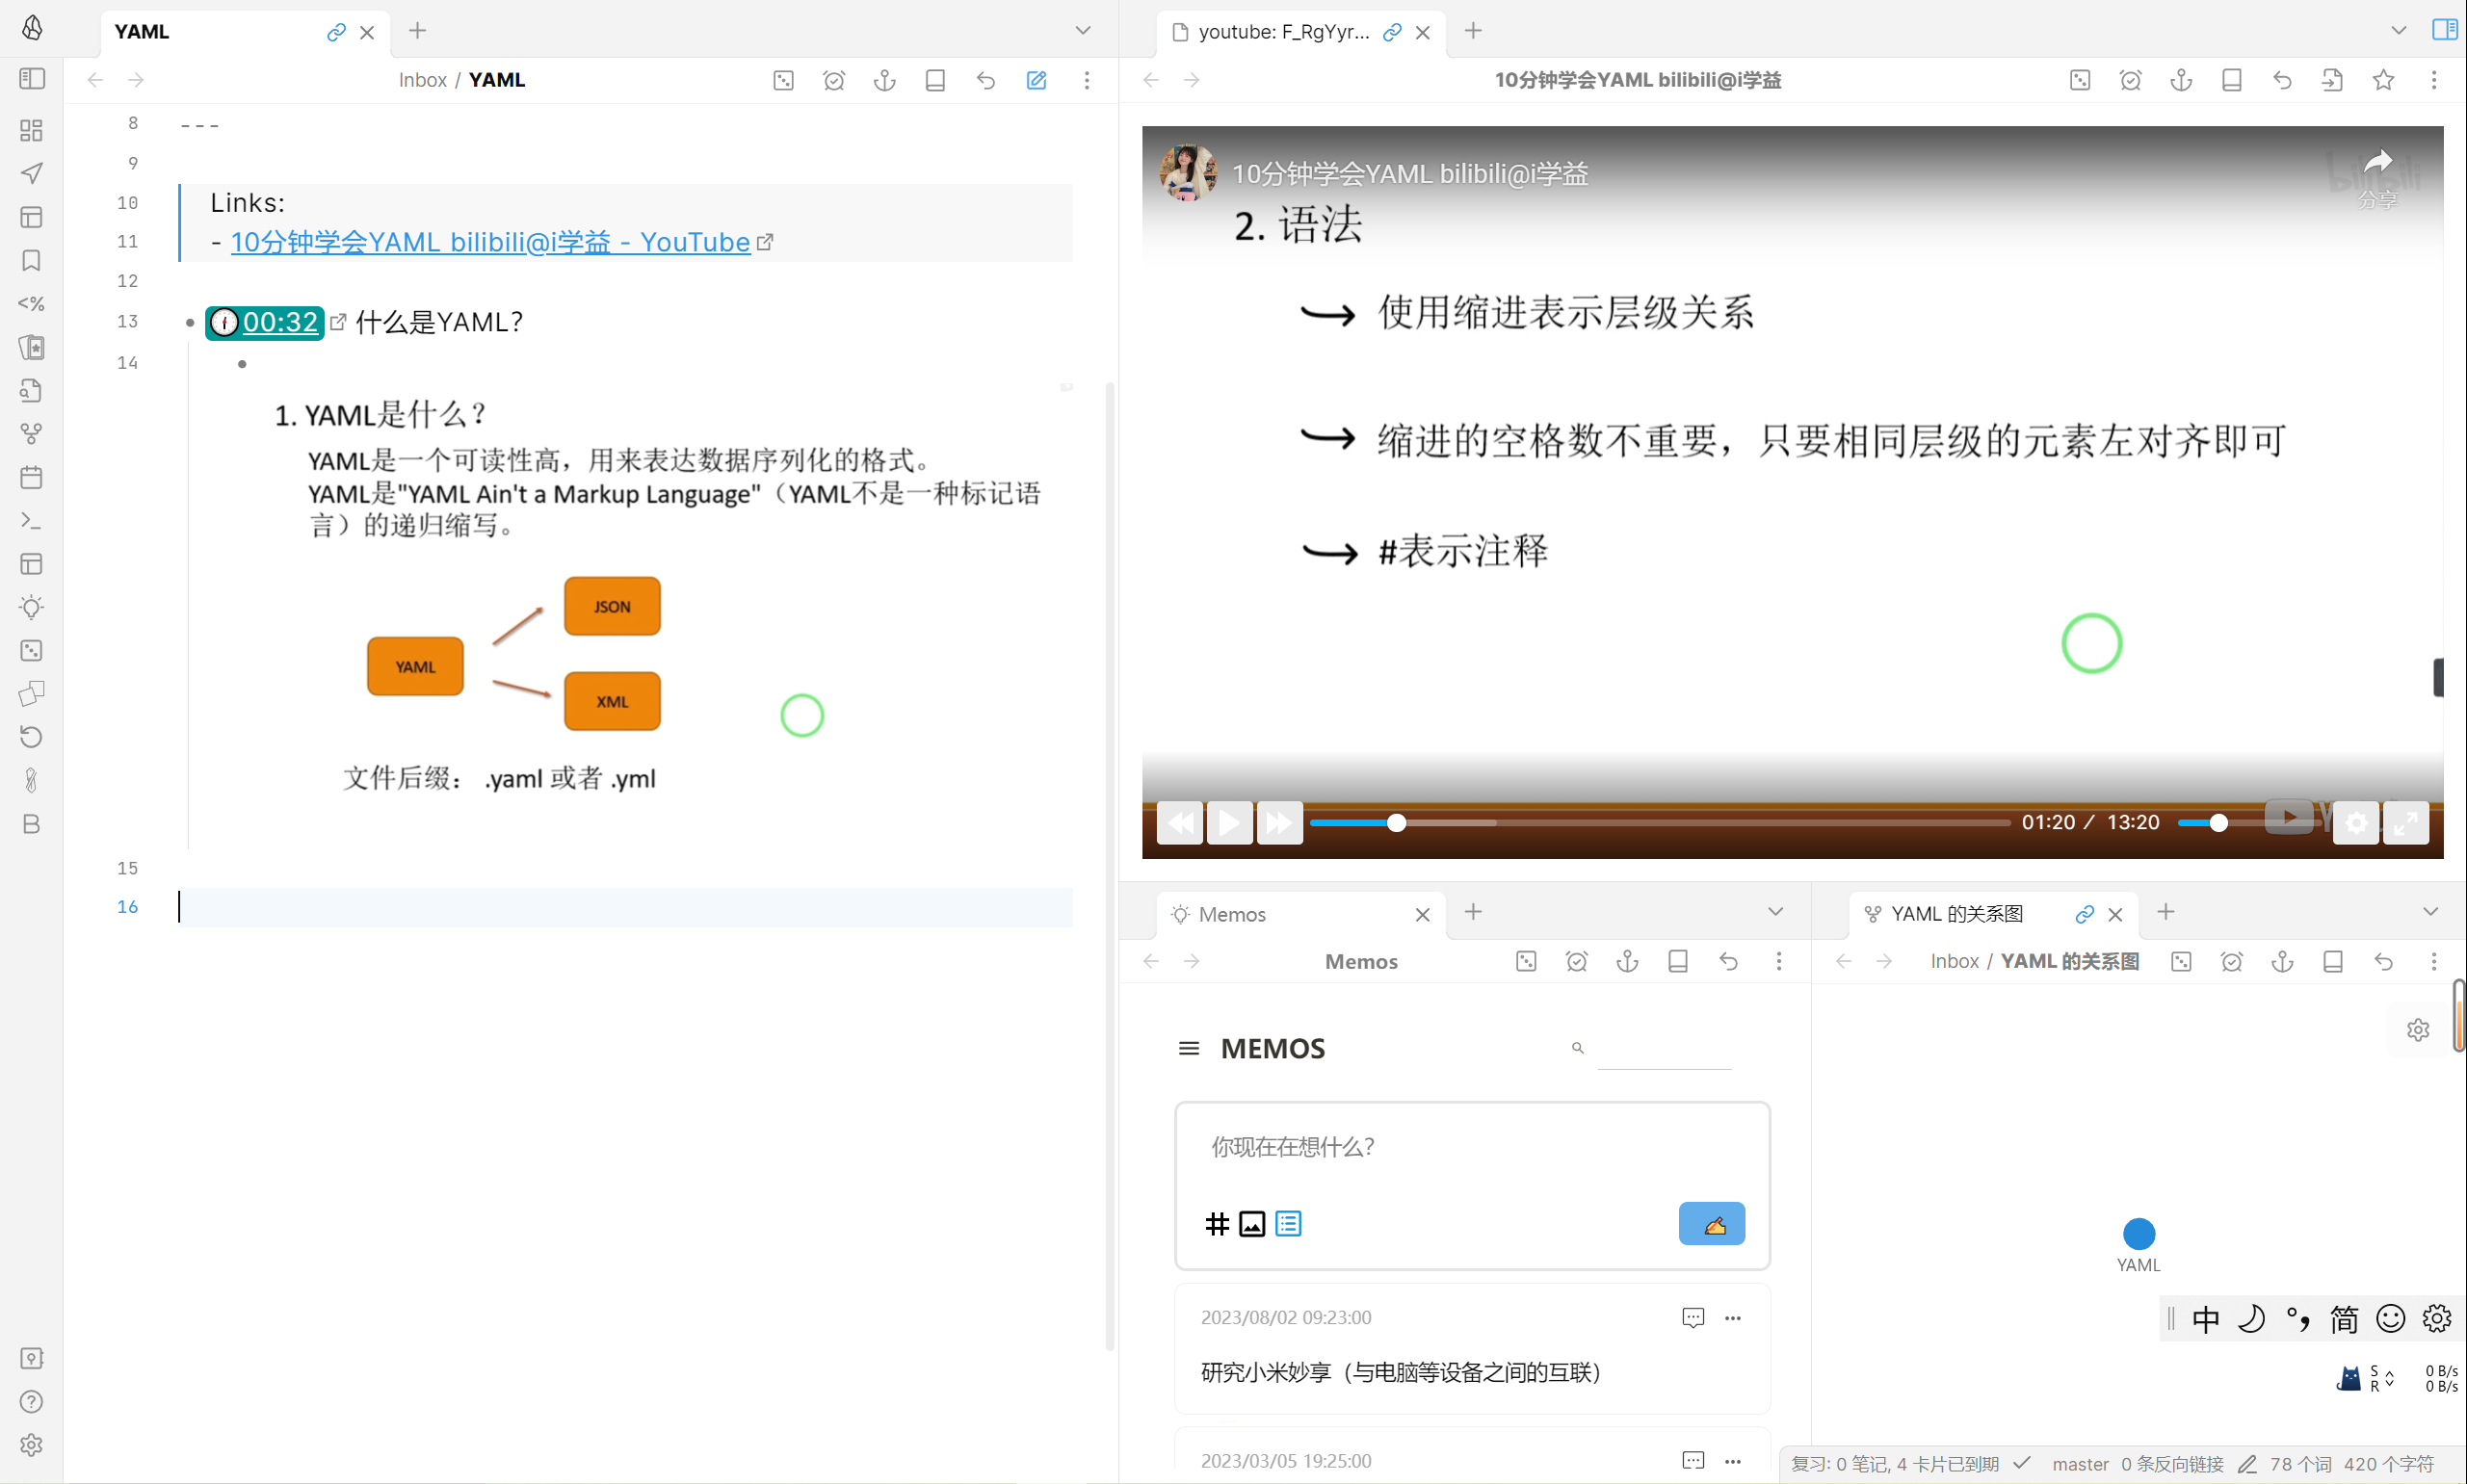 YAML
Inbox / YAML
8 ---
9
10 Links:
11 - 10分钟学会YAML bilibili@i学益 - YouTube
12
13 00:32 什么是YAML？
14
1. YAML是什么？
YAML是一个可读性高，用来表达数据序列化的格式。
YAML是"YAML Ain't a Markup Language"（YAML不是一种标记语
言）的递归缩写。
JSON
YAML
XML
文件后缀： .yaml 或者 .yml
15
16
youtube: F_RgYyr...
10分钟学会YAML bilibili@i学益
10分钟学会YAML bilibili@i学益
bilibili
分享
2. 语法
使用缩进表示层级关系
缩进的空格数不重要，只要相同层级的元素左对齐即可
#表示注释
01:20 / 13:20
Memos
Memos
MEMOS
你现在在想什么？
2023/08/02 09:23:00
研究小米妙享（与电脑等设备之间的互联）
2023/03/05 19:25:00
YAML 的关系图
Inbox / YAML 的关系图
YAML
中 简
S
R
0 B/s
0 B/s
复习: 0 笔记, 4 卡片已到期 master 0 条反向链接 78 个词 420 个字符